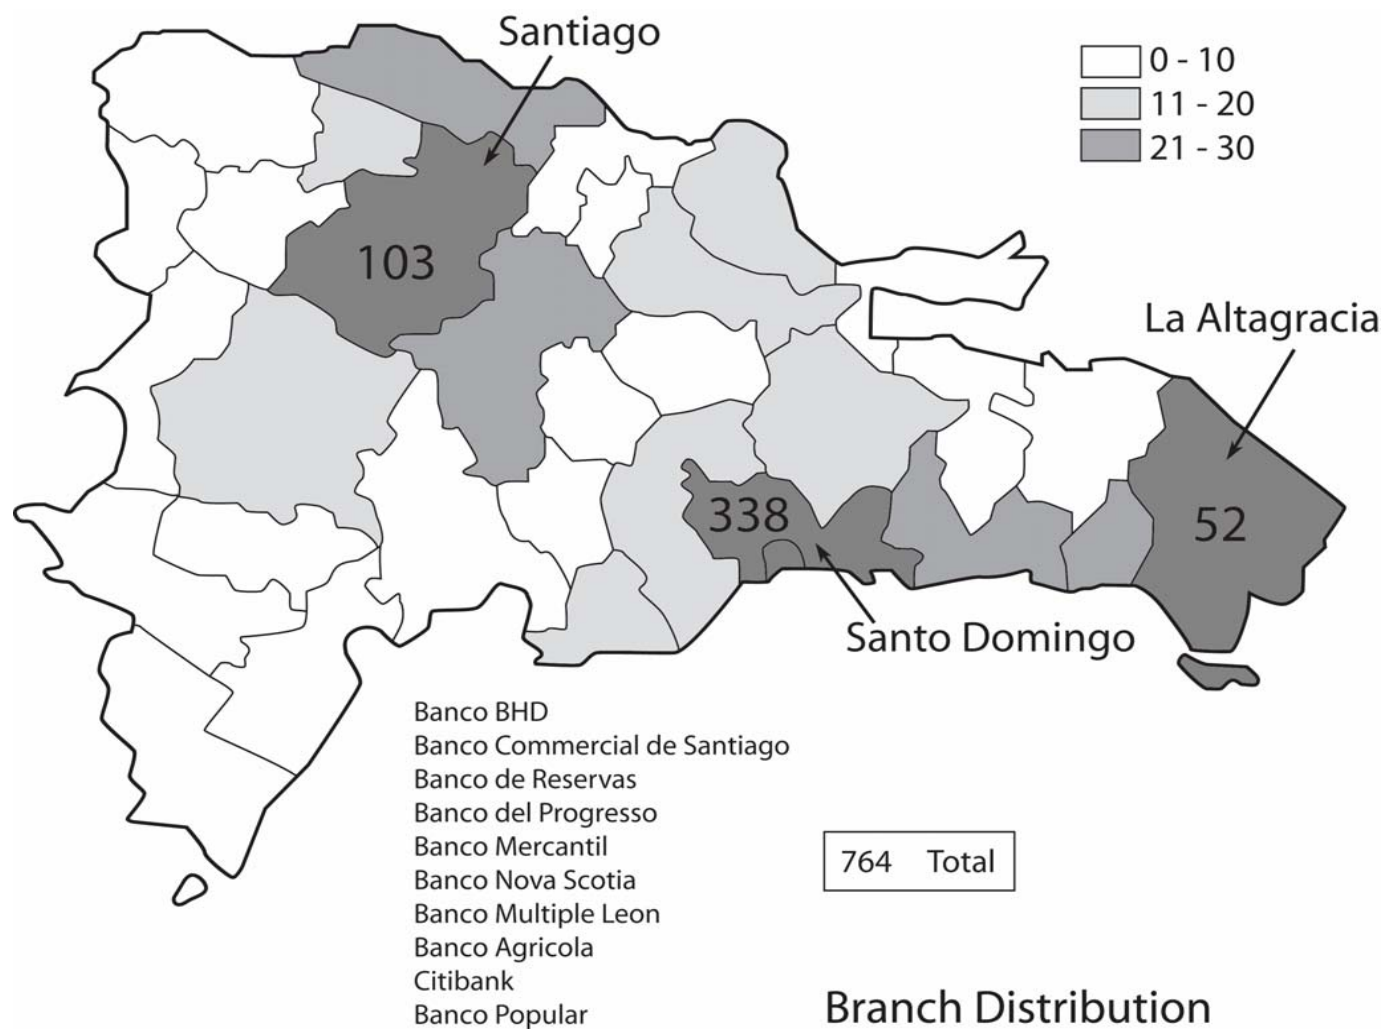 Santiago
0 - 10
11 - 20
21 - 30
103
La Altagracia
338
52
Santo Domingo
Banco BHD
Banco Commercial de Santiago
Banco de Reservas
Banco del Progresso
Banco Mercantil
Banco Nova Scotia
Banco Multiple Leon
Banco Agricola
Citibank
Banco Popular
764 Total
Branch Distribution